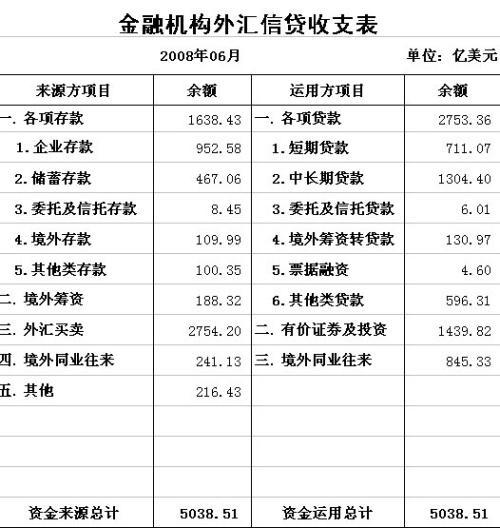 金融机构外汇信贷收支表
2008年06月 单位：亿美元
来源方项目 余额 运用方项目 余额
一.各项存款 1638.43 一.各项贷款 2753.36
1.企业存款 952.58 1.短期贷款 711.07
2.储蓄存款 467.06 2.中长期贷款 1304.40
3.委托及信托存款 8.45 3.委托及信托贷款 6.01
4.境外存款 109.99 4.境外筹资转贷款 130.97
5.其他类存款 100.35 5.票据融资 4.60
二.境外筹资 188.32 6.其他类贷款 596.31
三.外汇买卖 2754.20 二.有价证券及投资 1439.82
四.境外同业往来 241.13 三.境外同业往来 845.33
五.其他 216.43
资金来源总计 5038.51 资金运用总计 5038.51